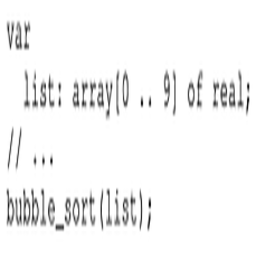 var
  list: array[0 .. 9] of real;
// ...
bubble_sort(list);